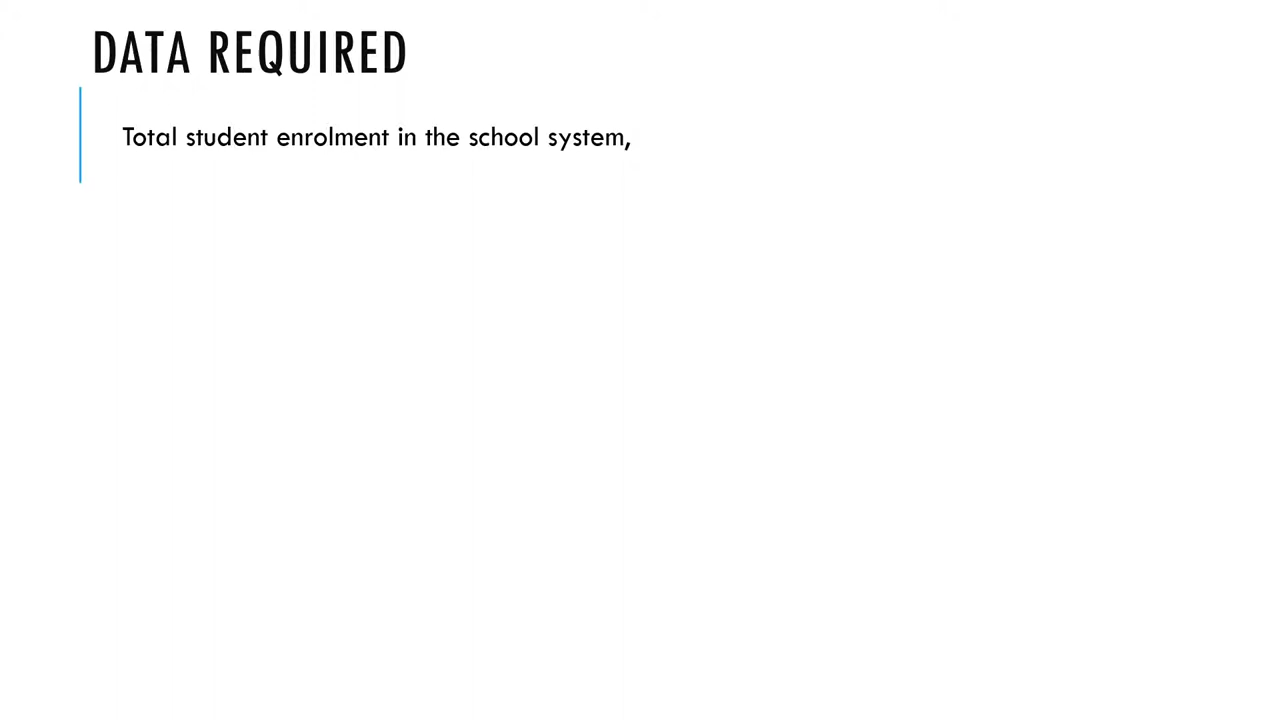 DATA REQUIRED
Total student enrolment in the school system,